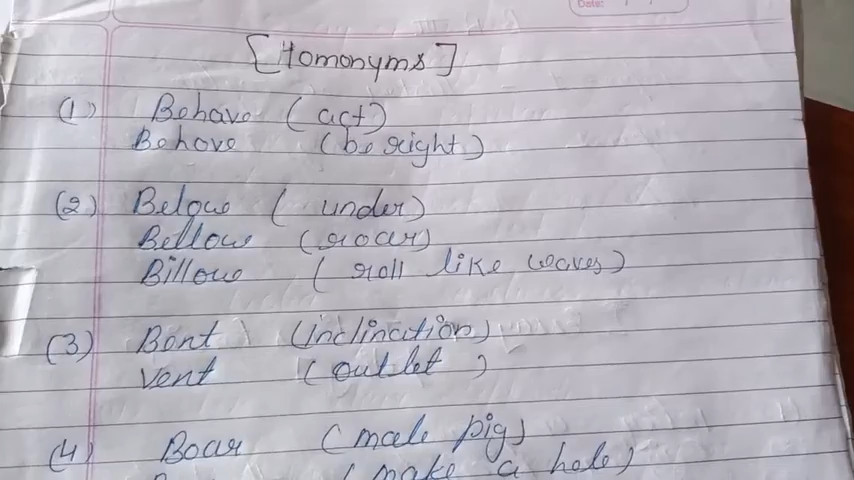 Date:
[Homonyms]
(1) Behave (act)
Behove (be right)
(2) Below (under)
Bellow (roar)
Billow (roll like waves)
(3) Bent (inclination)
Vent (outlet)
(4) Boar (male pig)
(make a hole)